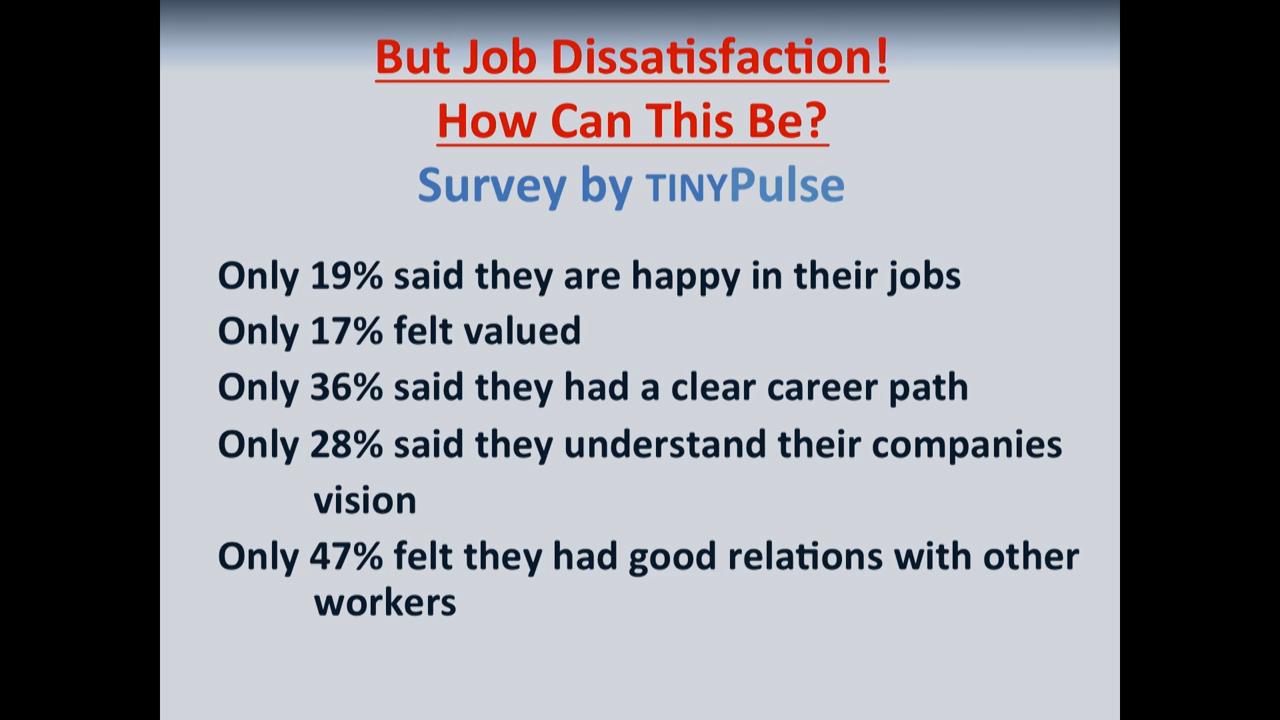 But Job Dissatisfaction!
How Can This Be?
Survey by TINYPulse
Only 19% said they are happy in their jobs
Only 17% felt valued
Only 36% said they had a clear career path
Only 28% said they understand their companies
vision
Only 47% felt they had good relations with other
workers